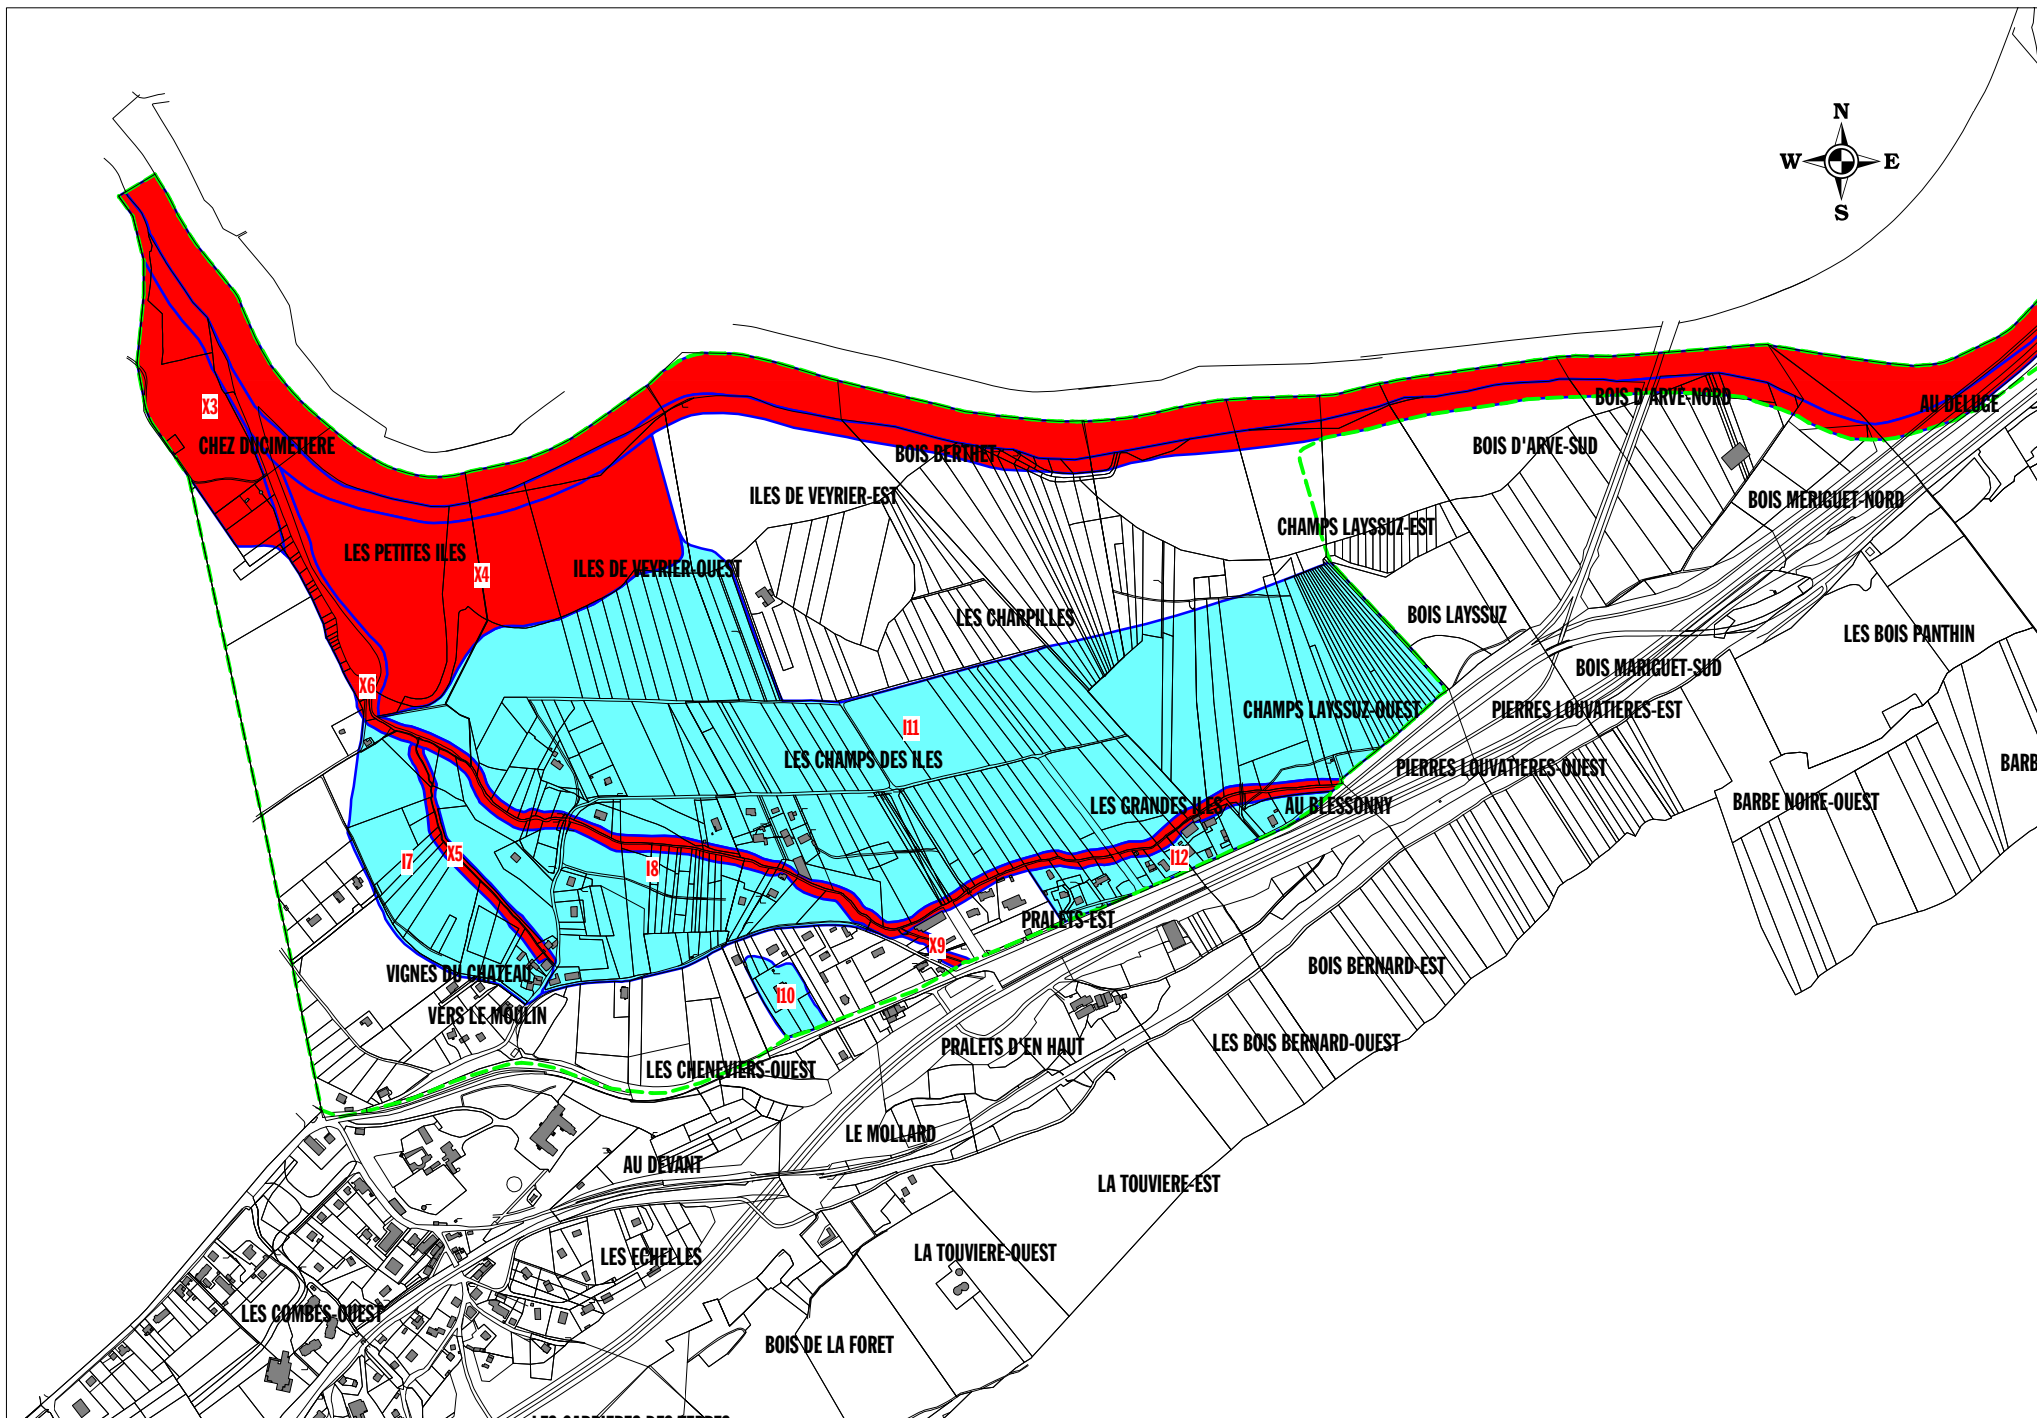 N
W E
S
BOIS D'ARVE-NORD
AU DELUGE
X3
CHEZ DUCIMETIERE
BOIS D'ARVE-SUD
BOIS BERTHET
ILES DE VEYRIER-EST
BOIS MERIGUET-NORD
CHAMPS LAYSSUZ-EST
LES PETITES ILES
X4
ILES DE VEYRIER-OUEST
LES CHARPILLES
BOIS LAYSSUZ
LES BOIS PANTHIN
BOIS MARIGUET-SUD
X6
CHAMPS LAYSSUZ-OUEST
PIERRES LOUVATIERES-EST
I11
LES CHAMPS DES ILES
PIERRES LOUVATIERES-OUEST
BARB
LES GRANDES ILES
AU BLESSONNY
BARBE NOIRE-OUEST
I7
X5
I8
I12
PRALETS-EST
X9
BOIS BERNARD-EST
VIGNES DU CHATEAU
I10
VERS LE MOULIN
PRALETS D'EN HAUT
LES BOIS BERNARD-OUEST
LES CHENEVIERS-OUEST
LE MOLLARD
AU DEVANT
LA TOUVIERE-EST
LES ECHELLES
LA TOUVIERE-OUEST
LES COMBES-OUEST
BOIS DE LA FORET